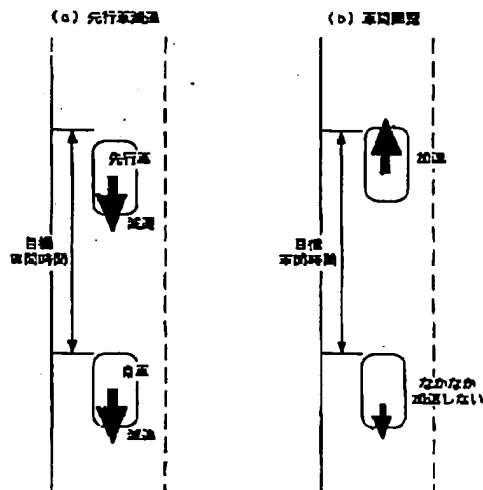 (a) 先行車減速
(b) 車間調整
先行車
減速
加速
目標
車間時間
目標
車間時間
自車
減速
なかなか
加速しない